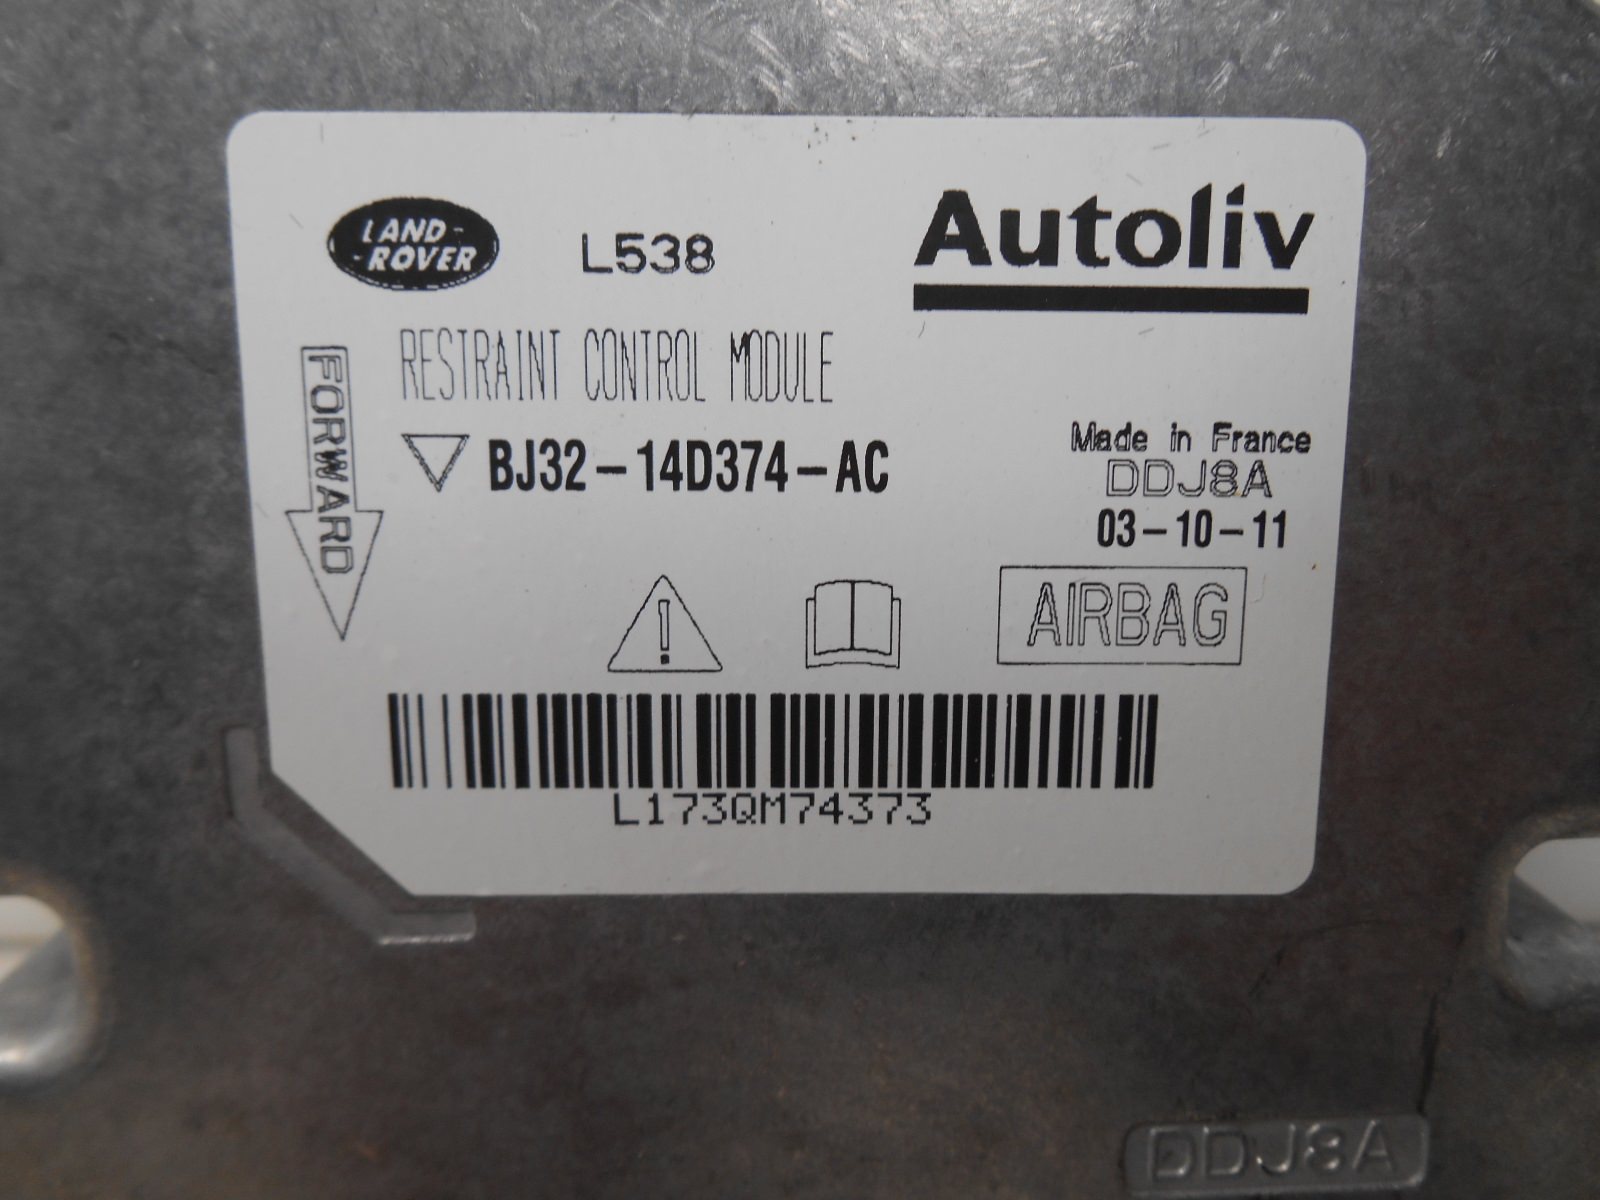 LAND-
-ROVER
L538
Autoliv
RESTRAINT CONTROL MODULE
FORWARD
BJ32-14D374-AC
Made in France
DDJ8A
03-10-11
!
AIRBAG
L173QM74373
DDJ8A